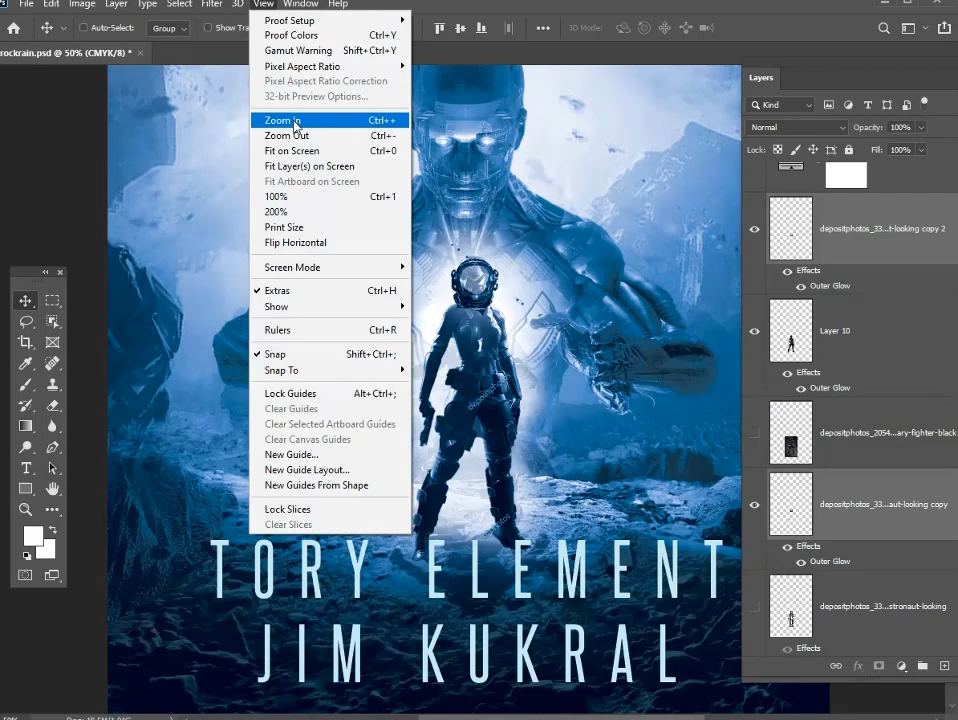 File Edit Image Layer Type Select Filter 3D View Window Help
Auto-Select: Group Show Tra 3D Mode:
rockrain.psd @ 50% (CMYK/8) * ×
Proof Setup
Proof Colors Ctrl+Y
Gamut Warning Shift+Ctrl+Y
Pixel Aspect Ratio
Pixel Aspect Ratio Correction
32-bit Preview Options...
Zoom In Ctrl++
Zoom Out Ctrl+-
Fit on Screen Ctrl+0
Fit Layer(s) on Screen
Fit Artboard on Screen
100% Ctrl+1
200%
Print Size
Flip Horizontal
Screen Mode
Extras Ctrl+H
Show
Rulers Ctrl+R
Snap Shift+Ctrl+;
Snap To
Lock Guides Alt+Ctrl+;
Clear Guides
Clear Selected Artboard Guides
Clear Canvas Guides
New Guide...
New Guide Layout...
New Guides From Shape
Lock Slices
Clear Slices
depositphotos
TORY ELEMENT
JIM KUKRAL
Layers
Kind
Normal Opacity: 100%
Lock: Fill: 100%
depositphotos_33...t-looking copy 2
Effects
Outer Glow
Layer 10
Effects
Outer Glow
depositphotos_2054...ary-fighter-black
depositphotos_33...aut-looking copy
Effects
Outer Glow
depositphotos_33...stronaut-looking
Effects